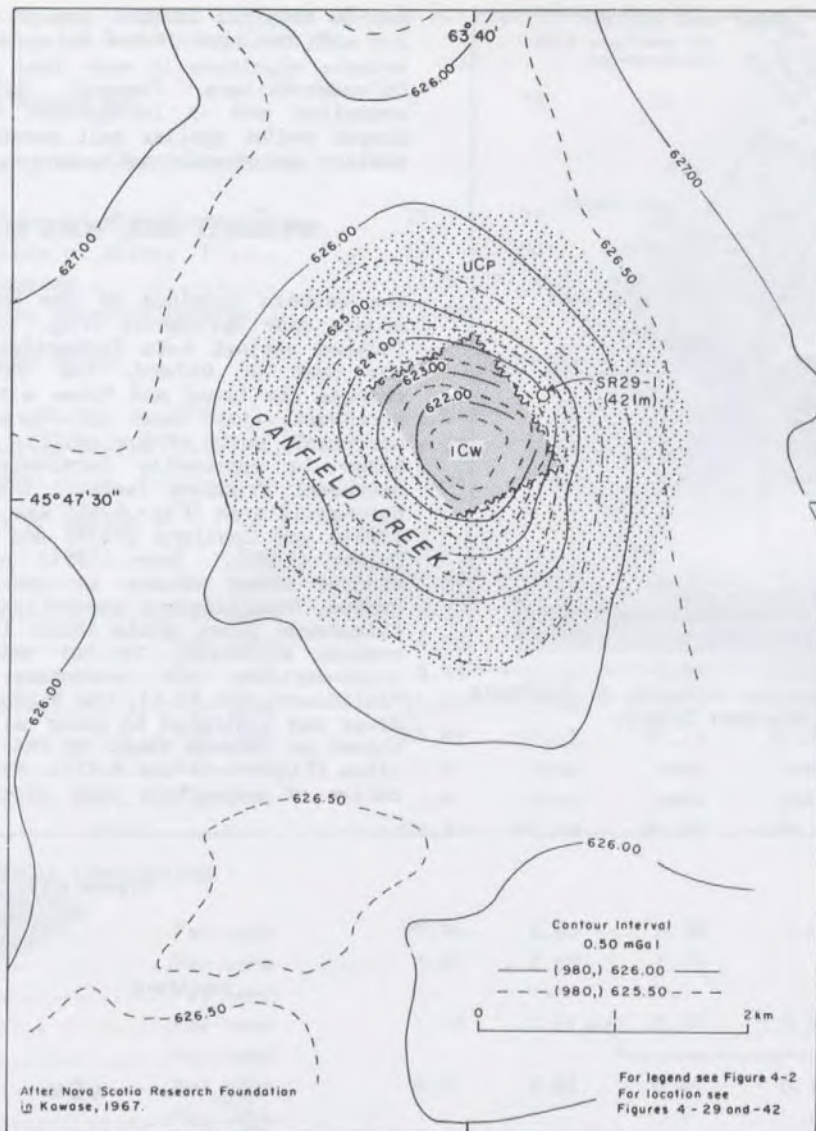 63°40'
626.00
627.00
627.00
626.50
626.00
UCP
625.00
624.00
623.00
622.00
SR29-1
(421m)
ICW
CANFIELD CREEK
45°47'30"
626.00
626.50
626.00
626.50
Contour Interval
0.50 mGal
(980,) 626.00
(980,) 625.50
0 1 2 km
After Nova Scotia Research Foundation
in Kawase, 1967.
For legend see Figure 4-2
For location see
Figures 4-29 and -42